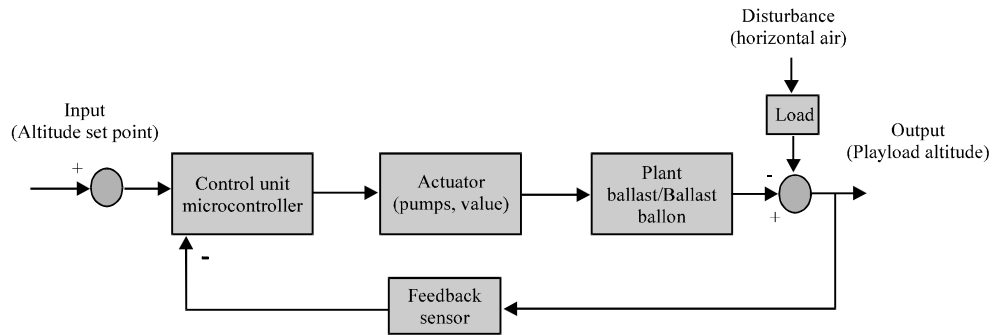 Disturbance
(horizontal air)
Load
Input
(Altitude set point)
Output
(Playload altitude)
+
Control unit
microcontroller
Actuator
(pumps, value)
Plant
ballast/Ballast
ballon
-
+
-
Feedback
sensor